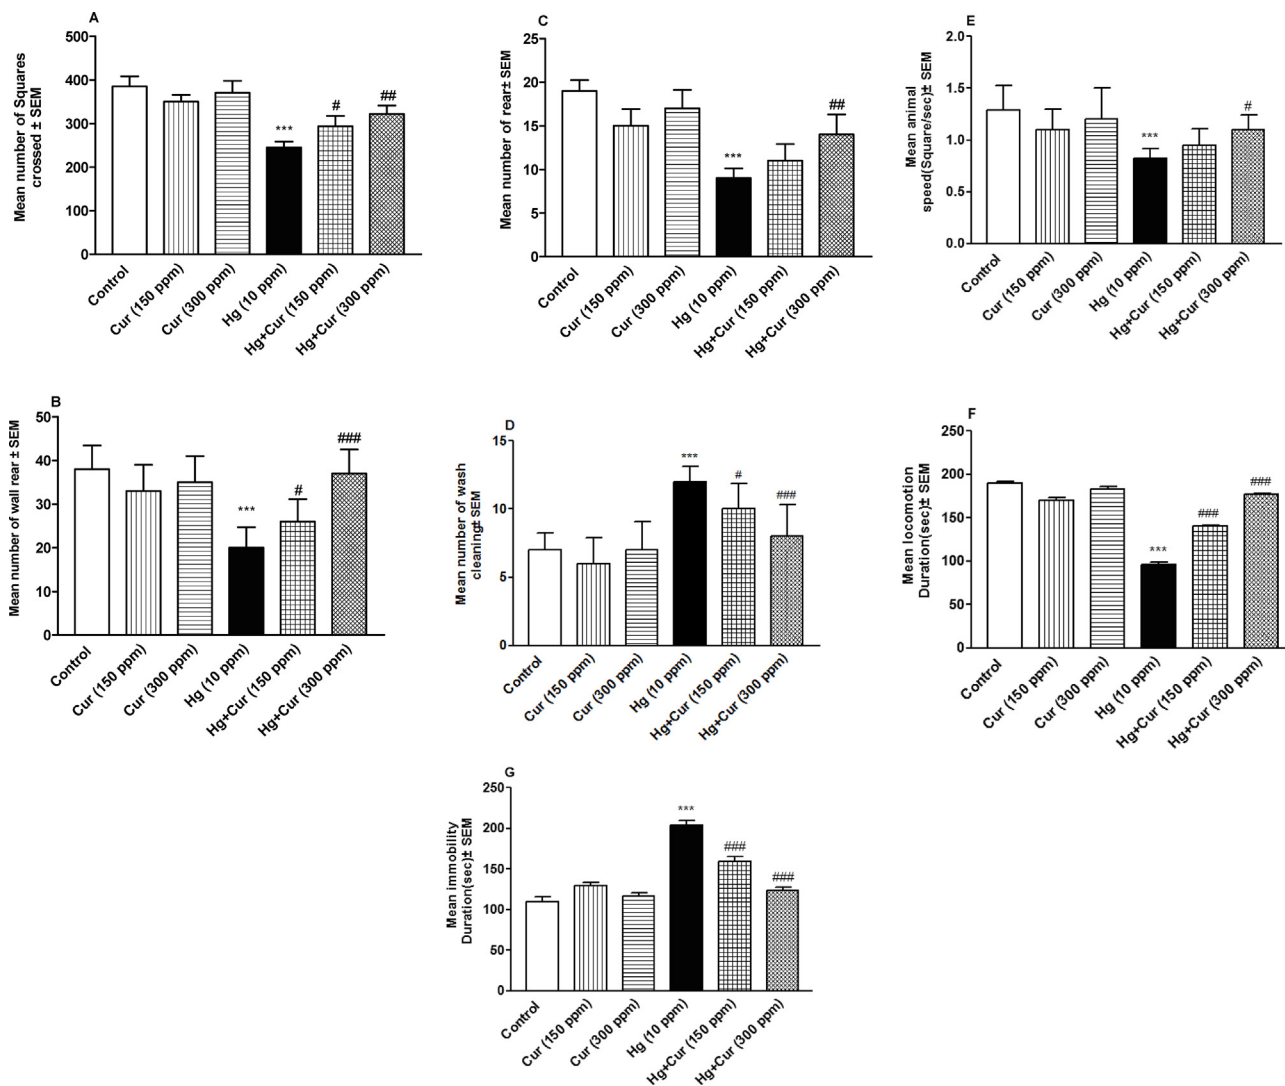 A
Mean number of Squares
crossed ± SEM
500
400
300
200
100
0
***
#
##
Control
Cur (150 ppm)
Cur (300 ppm)
Hg (10 ppm)
Hg+Cur (150 ppm)
Hg+Cur (300 ppm)
C
Mean number of rear± SEM
25
20
15
10
5
0
***
##
Control
Cur (150 ppm)
Cur (300 ppm)
Hg (10 ppm)
Hg+Cur (150 ppm)
Hg+Cur (300 ppm)
E
Mean animal
speed(Square/sec)± SEM
2.0
1.5
1.0
0.5
0.0
***
#
Control
Cur (150 ppm)
Cur (300 ppm)
Hg (10 ppm)
Hg+Cur (150 ppm)
Hg+Cur (300 ppm)
B
Mean number of wall rear ± SEM
50
40
30
20
10
0
***
#
###
Control
Cur (150 ppm)
Cur (300 ppm)
Hg (10 ppm)
Hg+Cur (150 ppm)
Hg+Cur (300 ppm)
D
Mean number of wash
cleaning± SEM
15
10
5
0
***
#
###
Control
Cur (150 ppm)
Cur (300 ppm)
Hg (10 ppm)
Hg+Cur (150 ppm)
Hg+Cur (300 ppm)
F
Mean locomotion
Duration(sec)± SEM
250
200
150
100
50
0
***
###
###
Control
Cur (150 ppm)
Cur (300 ppm)
Hg (10 ppm)
Hg+Cur (150 ppm)
Hg+Cur (300 ppm)
G
Mean immobility
Duration(sec)± SEM
250
200
150
100
50
0
***
###
###
Control
Cur (150 ppm)
Cur (300 ppm)
Hg (10 ppm)
Hg+Cur (150 ppm)
Hg+Cur (300 ppm)